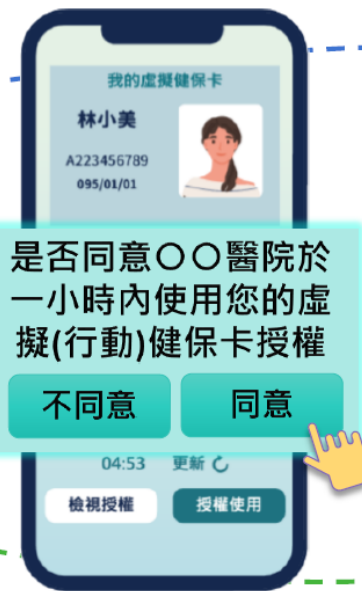 我的虛擬健保卡
林小美
A223456789
095/01/01
是否同意○○醫院於
一小時內使用您的虛
擬(行動)健保卡授權
不同意 同意
04:53 更新
檢視授權 授權使用